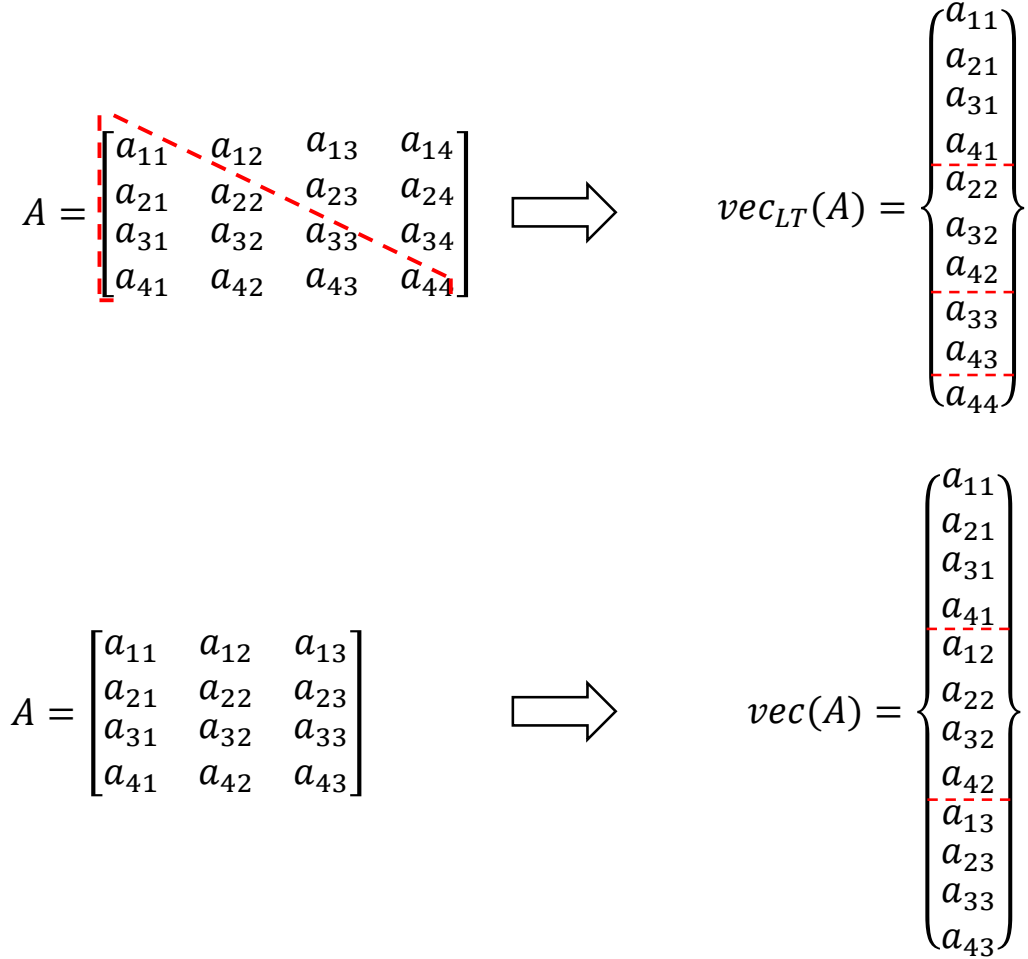 A = [a₁₁ a₁₂ a₁₃ a₁₄
a₂₁ a₂₂ a₂₃ a₂₄
a₃₁ a₃₂ a₃₃ a₃₄
a₄₁ a₄₂ a₄₃ a₄₄]
vec_LT(A) = {a₁₁
a₂₁
a₃₁
a₄₁
a₂₂
a₃₂
a₄₂
a₃₃
a₄₃
a₄₄}
A = [a₁₁ a₁₂ a₁₃
a₂₁ a₂₂ a₂₃
a₃₁ a₃₂ a₃₃
a₄₁ a₄₂ a₄₃]
vec(A) = {a₁₁
a₂₁
a₃₁
a₄₁
a₁₂
a₂₂
a₃₂
a₄₂
a₁₃
a₂₃
a₃₃
a₄₃}